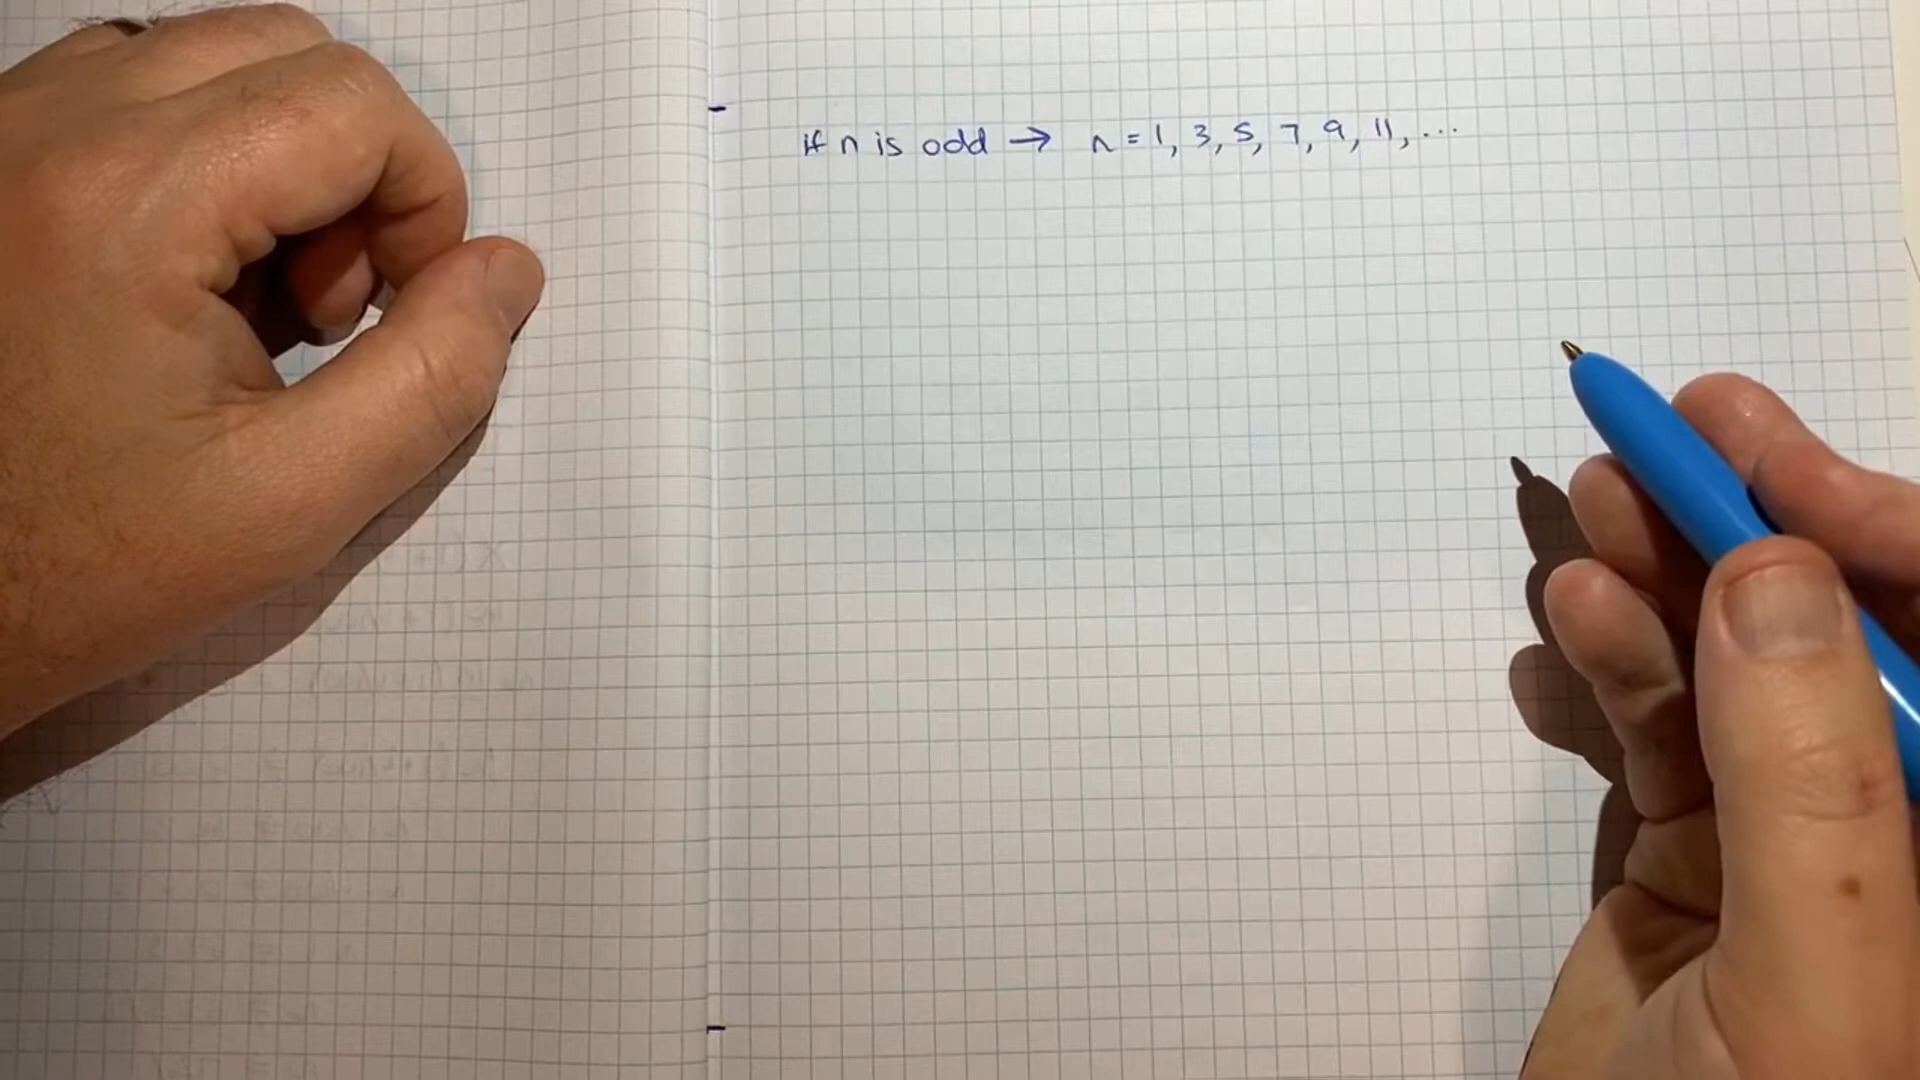 if n is odd → n = 1, 3, 5, 7, 9, 11, ...